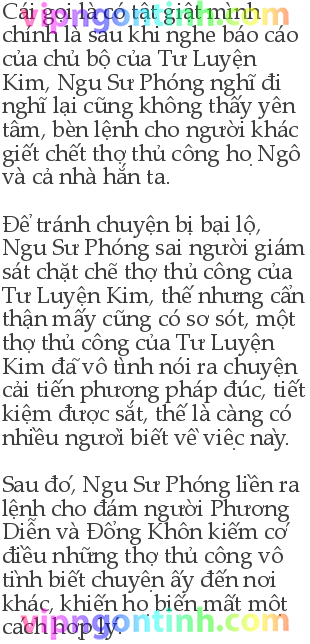 Cái gọi là có tật giật mình
vipngontinh.com
chính là sau khi nghe báo cáo
của chủ bộ của Tư Luyện
Kim, Ngu Sư Phóng nghĩ đi
nghĩ lại cũng không thấy yên
tâm, bèn lệnh cho người khác
giết chết thợ thủ công họ Ngô
và cả nhà hắn ta.
Để tránh chuyện bị bại lộ,
Ngu Sư Phóng sai người giám
sát chặt chẽ thợ thủ công của
Tư Luyện Kim, thế nhưng cẩn
thận mấy cũng có sơ sót, một
thợ thủ công của Tư Luyện
Kim đã vô tình nói ra chuyện
cải tiến phương pháp đúc, tiết
kiệm được sắt, thế là càng có
nhiều người biết về việc này.
Sau đó, Ngu Sư Phóng liền ra
lệnh cho đám người Phương
Diễn và Đổng Khôn kiếm cớ
điều những thợ thủ công vô
tình biết chuyện ấy đến nơi
khác, khiến họ biến mất một
cách hợp lý.
vipngontinh.com